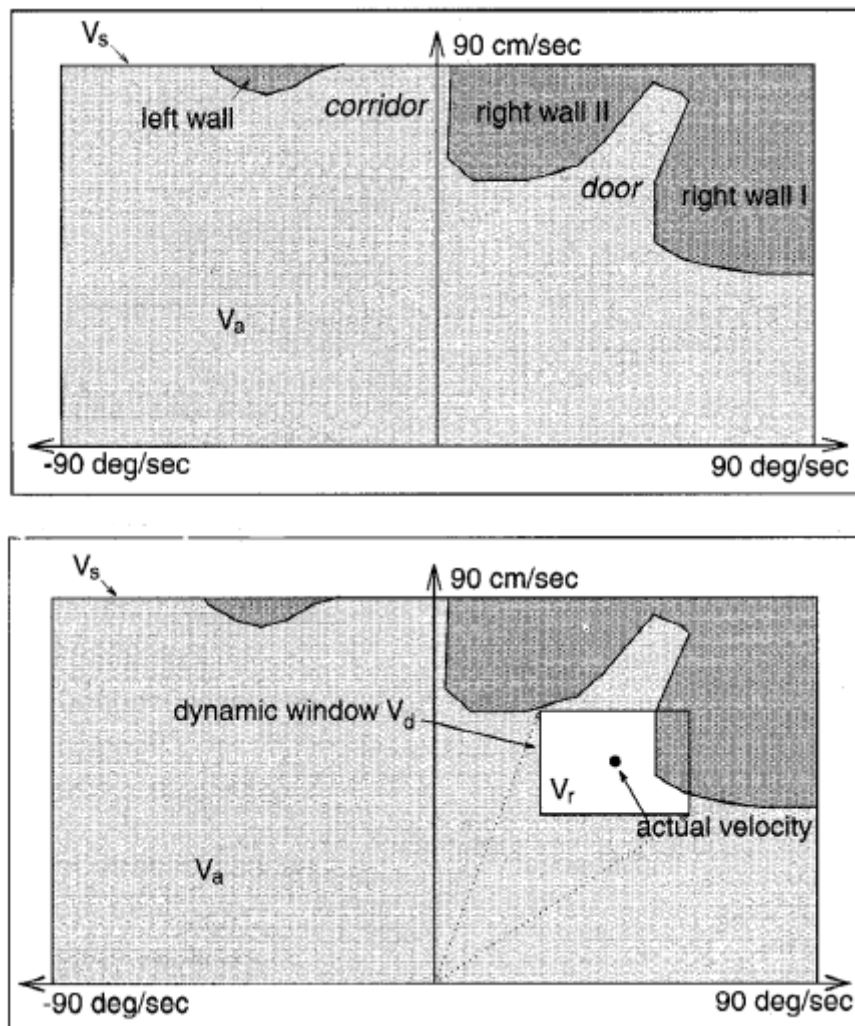 Vs
90 cm/sec
left wall
corridor
right wall II
door
right wall I
Va
-90 deg/sec
90 deg/sec
Vs
90 cm/sec
dynamic window Vd
Vr
actual velocity
Va
-90 deg/sec
90 deg/sec